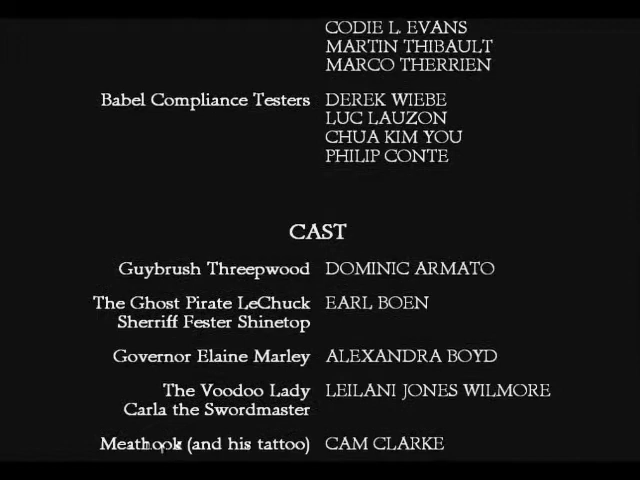 CODIE L. EVANS
MARTIN THIBAULT
MARCO THERRIEN
Babel Compliance Testers DEREK WIEBE
LUC LAUZON
CHUA KIM YOU
PHILIP CONTE
CAST
Guybrush Threepwood DOMINIC ARMATO
The Ghost Pirate LeChuck EARL BOEN
Sherriff Fester Shinetop
Governor Elaine Marley ALEXANDRA BOYD
The Voodoo Lady LEILANI JONES WILMORE
Carla the Swordmaster
Meathook (and his tattoo) CAM CLARKE